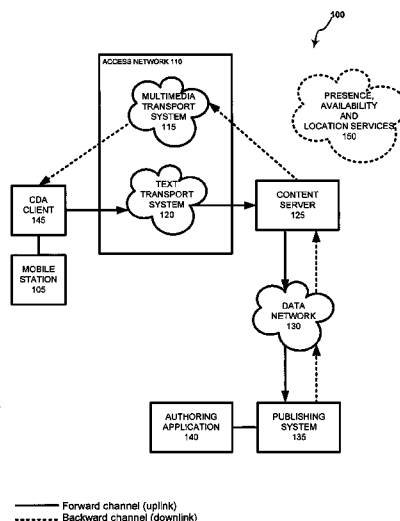 100
ACCESS NETWORK 110
MULTIMEDIA
TRANSPORT
SYSTEM
115
PRESENCE,
AVAILABILITY
AND
LOCATION SERVICES
150
CDA
CLIENT
145
TEXT
TRANSPORT
SYSTEM
120
CONTENT
SERVER
125
MOBILE
STATION
105
DATA
NETWORK
130
AUTHORING
APPLICATION
140
PUBLISHING
SYSTEM
135
Forward channel (uplink)
Backward channel (downlink)